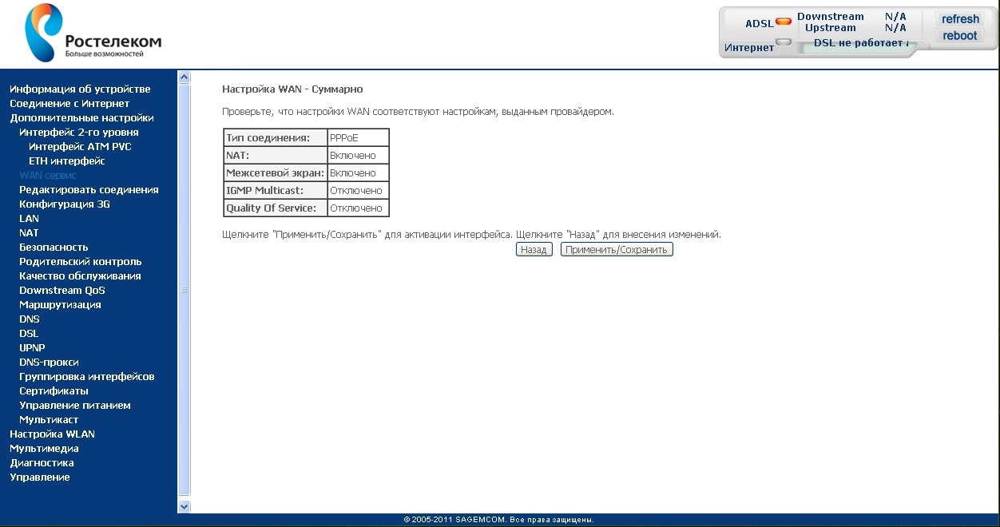 Ростелеком
Больше возможностей
ADSL Downstream N/A
Upstream N/A
Интернет DSL не работает
refresh
reboot
Информация об устройстве
Соединение с Интернет
Дополнительные настройки
Интерфейс 2-го уровня
Интерфейс ATM PVC
ETH интерфейс
WAN сервис
Редактировать соединения
Конфигурация 3G
LAN
NAT
Безопасность
Родительский контроль
Качество обслуживания
Downstream QoS
Маршрутизация
DNS
DSL
UPNP
DNS-прокси
Группировка интерфейсов
Сертификаты
Управление питанием
Мультикаст
Настройка WLAN
Мультимедиа
Диагностика
Управление
Настройка WAN - Суммарно
Проверьте, что настройки WAN соответствуют настройкам, выданным провайдером.
Тип соединения: PPPoE
NAT: Включено
Межсетевой экран: Включено
IGMP Multicast: Отключено
Quality Of Service: Отключено
Щелкните "Применить/Сохранить" для активации интерфейса. Щелкните "Назад" для внесения изменений.
Назад Применить/Сохранить
© 2005-2011 SAGEMCOM. Все права защищены.